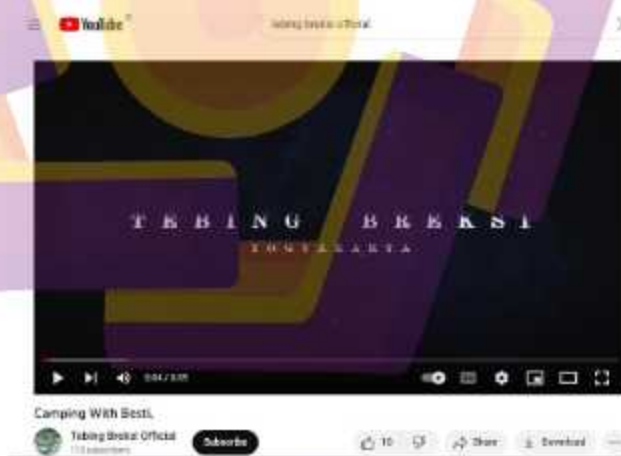 YouTube
tebing breksi official
TEBING BREKSI
YOGYAKARTA
Camping With Besti.
Tebing Breksi Official
Subscribe
10
Share
Download